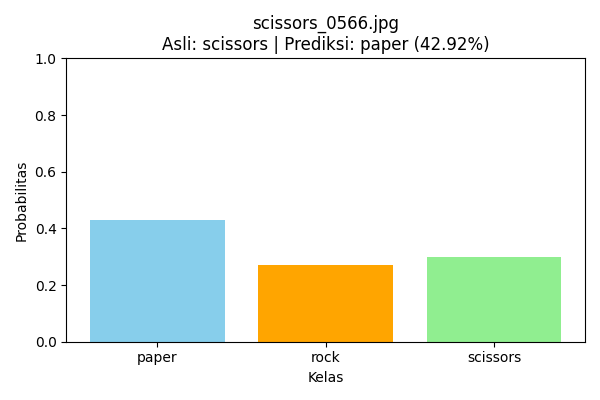 scissors_0566.jpg
Asli: scissors | Prediksi: paper (42.92%)
1.0
0.8
0.6
0.4
0.2
0.0
Probabilitas
paper
rock
scissors
Kelas